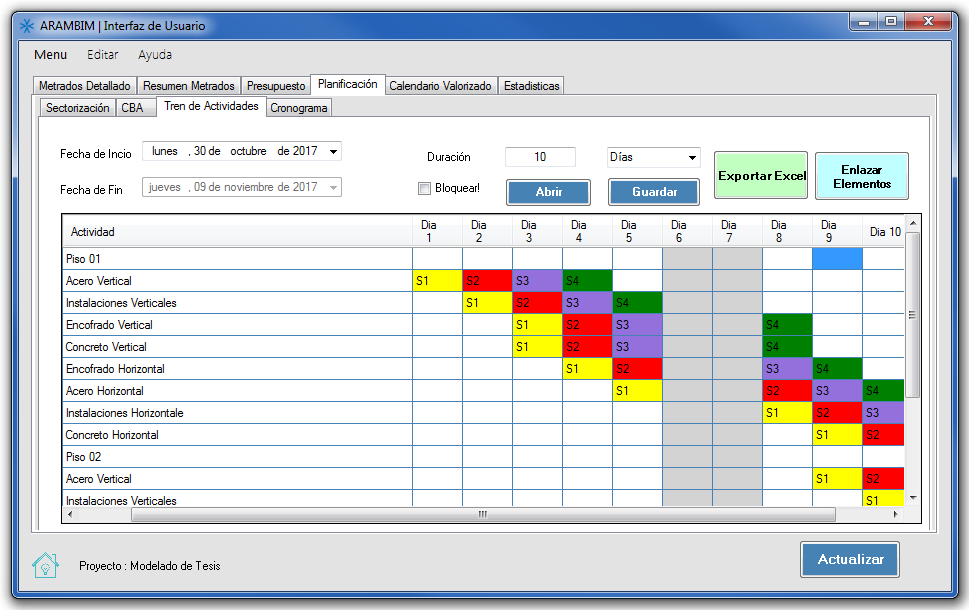 ARAMBIM | Interfaz de Usuario
Menu Editar Ayuda
Metrados Detallado Resumen Metrados Presupuesto Planificación Calendario Valorizado Estadisticas
Sectorización CBA Tren de Actividades Cronograma
Fecha de Incio lunes , 30 de octubre de 2017 Duración 10 Días Exportar Excel Enlazar Elementos
Fecha de Fin jueves , 09 de noviembre de 2017 Bloquear! Abrir Guardar
Actividad Dia 1 Dia 2 Dia 3 Dia 4 Dia 5 Dia 6 Dia 7 Dia 8 Dia 9 Dia 10
Piso 01
Acero Vertical S1 S2 S3 S4
Instalaciones Verticales S1 S2 S3 S4
Encofrado Vertical S1 S2 S3 S4
Concreto Vertical S1 S2 S3 S4
Encofrado Horizontal S1 S2 S3 S4
Acero Horizontal S1 S2 S3 S4
Instalaciones Horizontale S1 S2 S3
Concreto Horizontal S1 S2
Piso 02
Acero Vertical S1 S2
Instalaciones Verticales S1
Proyecto : Modelado de Tesis Actualizar